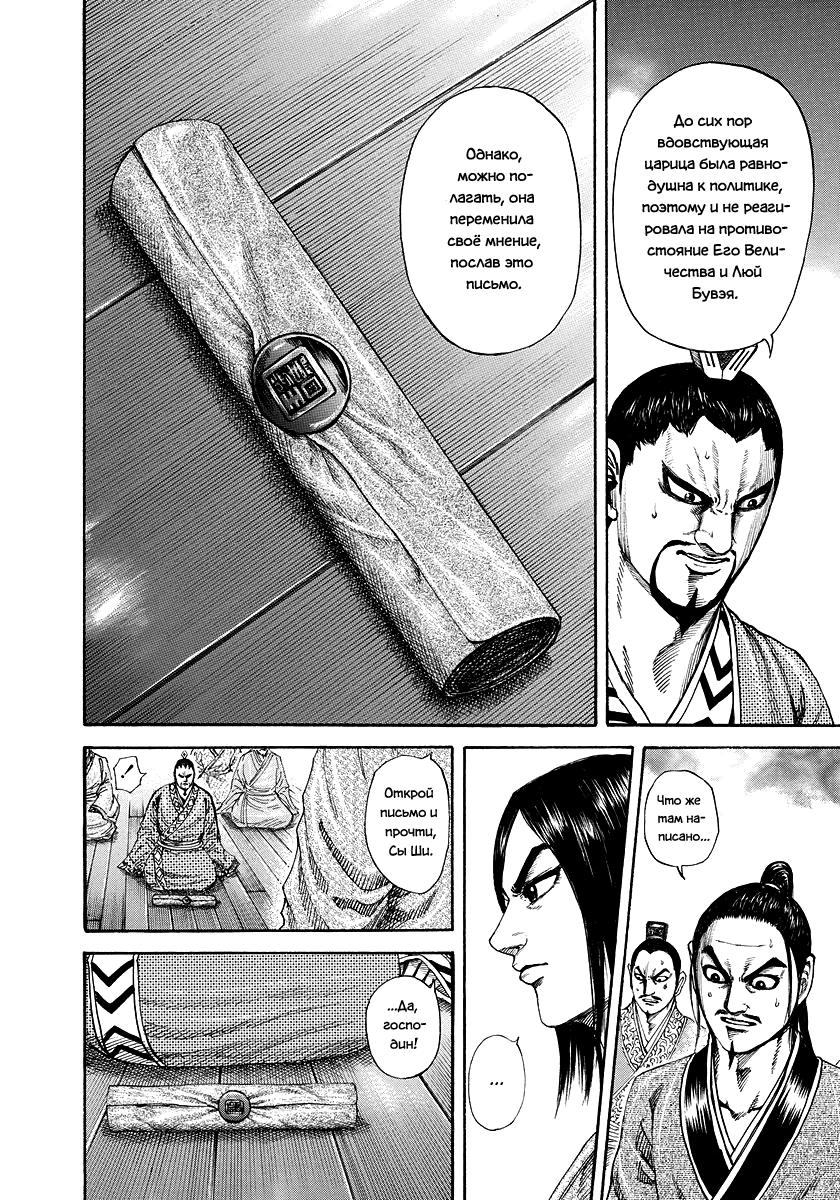 До сих пор
вдовствующая
царица была равно-
душна к политике,
поэтому и не реаги-
ровала на противо-
стояние Его Вели-
чества и Люй
Бувэя.
Однако,
можно по-
лагать, она
переменила
своё мнение,
послав это
письмо.
Что же
там на-
писано...
...
Открой
письмо и
прочти,
Сы Ши.
!
...Да,
госпо-
дин!